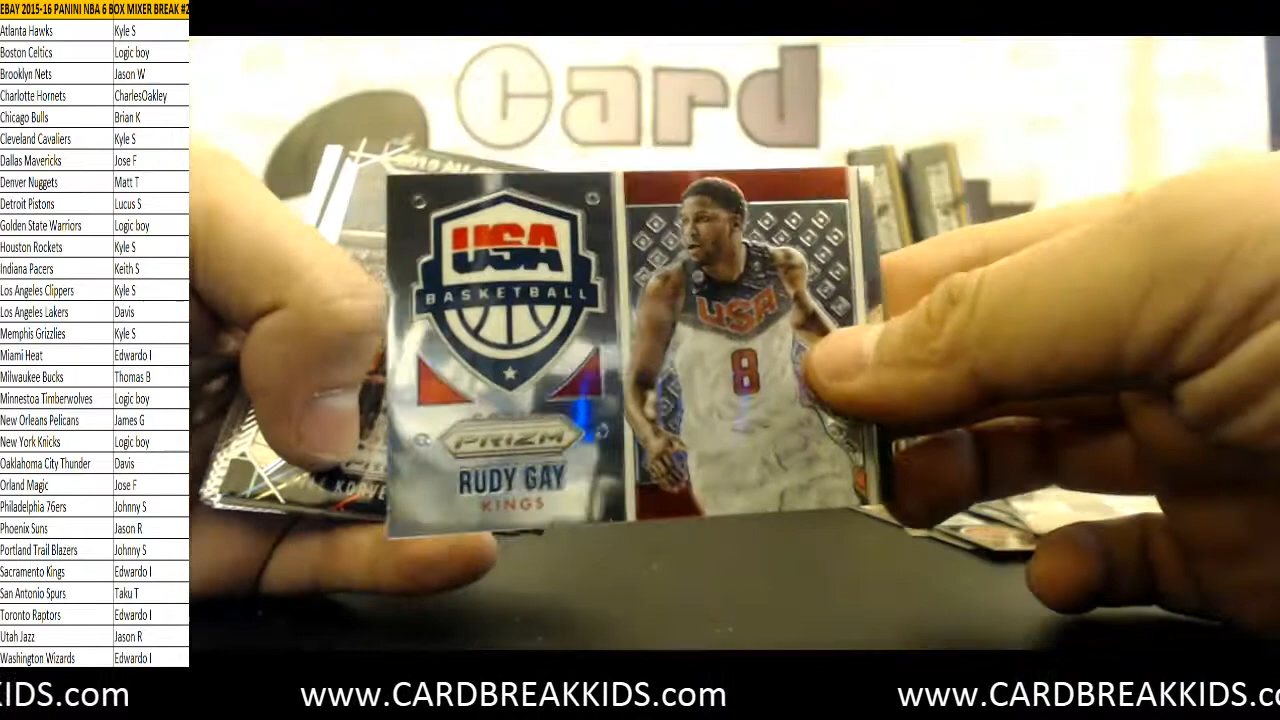 EBAY 2015-16 PANINI NBA 6 BOX MIXER BREAK #2
Atlanta Hawks Kyle S
Boston Celtics Logic boy
Brooklyn Nets Jason W
Charlotte Hornets CharlesOakley
Chicago Bulls Brian K
Cleveland Cavaliers Kyle S
Dallas Mavericks Jose F
Denver Nuggets Matt T
Detroit Pistons Lucus S
Golden State Warriors Logic boy
Houston Rockets Kyle S
Indiana Pacers Keith S
Los Angeles Clippers Kyle S
Los Angeles Lakers Davis
Memphis Grizzlies Kyle S
Miami Heat Edwardo I
Milwaukee Bucks Thomas B
Minnestoa Timberwolves Logic boy
New Orleans Pelicans James G
New York Knicks Logic boy
Oaklahoma City Thunder Davis
Orland Magic Jose F
Philadelphia 76ers Johnny S
Phoenix Suns Jason R
Portland Trail Blazers Johnny S
Sacramento Kings Edwardo I
San Antonio Spurs Taku T
Toronto Raptors Edwardo I
Utah Jazz Jason R
Washington Wizards Edwardo I
Card
USA
BASKETBALL
PRIZM
RUDY GAY
KINGS
USA
8
KIDS.com www.CARDBREAKKIDS.com www.CARDBREAKKIDS.co